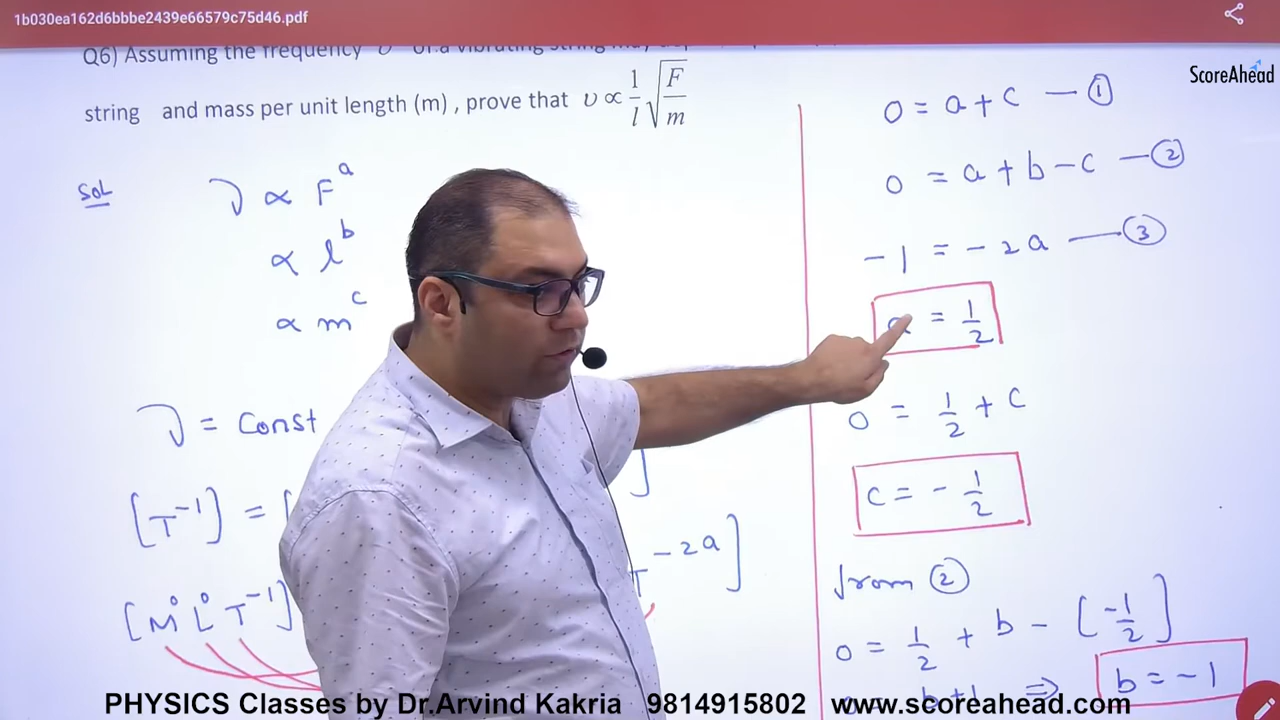 1b030ea162d6bbbe2439e66579c75d46.pdf
ScoreAhead
Q6) Assuming the frequency υ of a vibrating string may
string and mass per unit length (m) , prove that υ ∝ 1/l √(F/m)
Sol
ν ∝ F^a
∝ l^b
∝ m^c
ν = Const
[T^-1] = [ ]
[M^0 L^0 T^-1] T^-2a]
0 = a + c — ①
0 = a + b - c — ②
-1 = -2a — ③
a = 1/2
0 = 1/2 + c
c = - 1/2
from ②
0 = 1/2 + b - [-1/2]
0 = b + 1 ⇒ b = -1
PHYSICS Classes by Dr.Arvind Kakria 9814915802 www.scoreahead.com